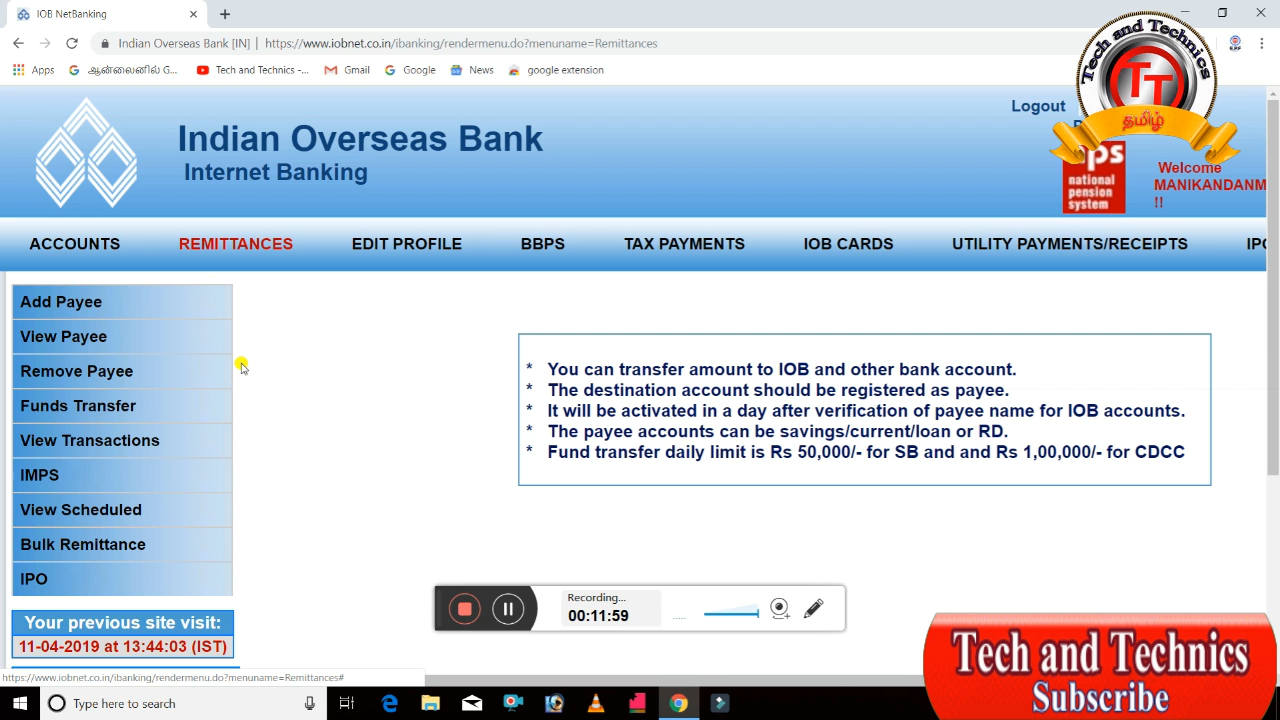 IOB NetBanking
Indian Overseas Bank [IN] | https://www.iobnet.co.in/ibanking/rendermenu.do?menuname=Remittances
Apps ஆன்லைனில் G... Tech and Technics -... Gmail Google News google extension
Tech and Technics
TT
தமிழ்
Logout
Indian Overseas Bank
Internet Banking
nps
national
pension
system
Welcome
MANIKANDANM
!!
ACCOUNTS REMITTANCES EDIT PROFILE BBPS TAX PAYMENTS IOB CARDS UTILITY PAYMENTS/RECEIPTS
Add Payee
View Payee
Remove Payee
Funds Transfer
View Transactions
IMPS
View Scheduled
Bulk Remittance
IPO
* You can transfer amount to IOB and other bank account.
* The destination account should be registered as payee.
* It will be activated in a day after verification of payee name for IOB accounts.
* The payee accounts can be savings/current/loan or RD.
* Fund transfer daily limit is Rs 50,000/- for SB and and Rs 1,00,000/- for CDCC
Recording...
00:11:59
Your previous site visit:
11-04-2019 at 13:44:03 (IST)
https://www.iobnet.co.in/ibanking/rendermenu.do?menuname=Remittances#
Tech and Technics
Subscribe
Type here to search